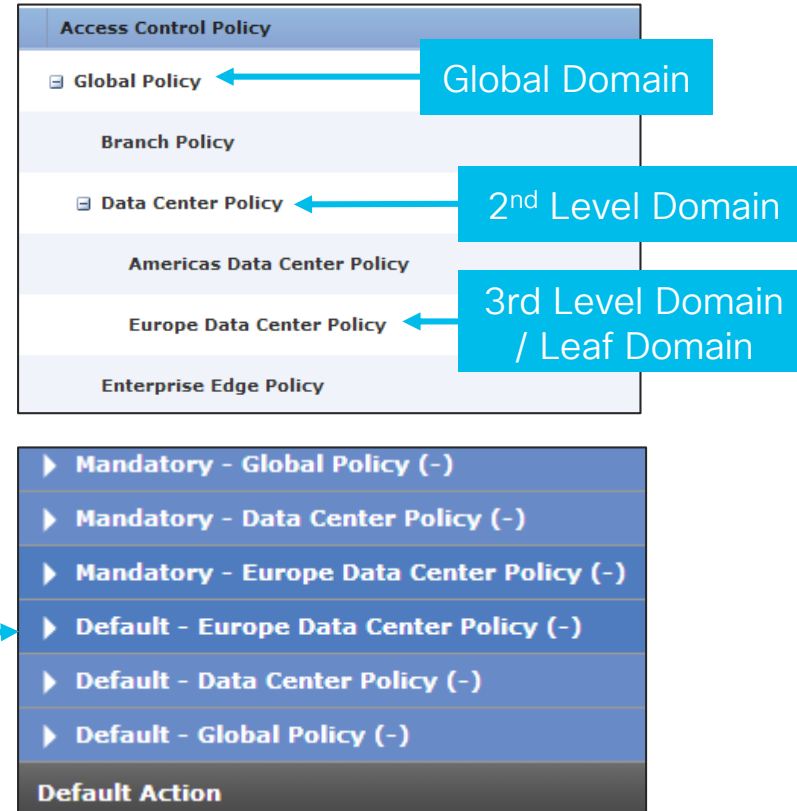 Access Control Policy
Global Policy
Global Domain
Branch Policy
Data Center Policy
2nd Level Domain
Americas Data Center Policy
Europe Data Center Policy
3rd Level Domain
/ Leaf Domain
Enterprise Edge Policy
Mandatory - Global Policy (-)
Mandatory - Data Center Policy (-)
Mandatory - Europe Data Center Policy (-)
Default - Europe Data Center Policy (-)
Default - Data Center Policy (-)
Default - Global Policy (-)
Default Action